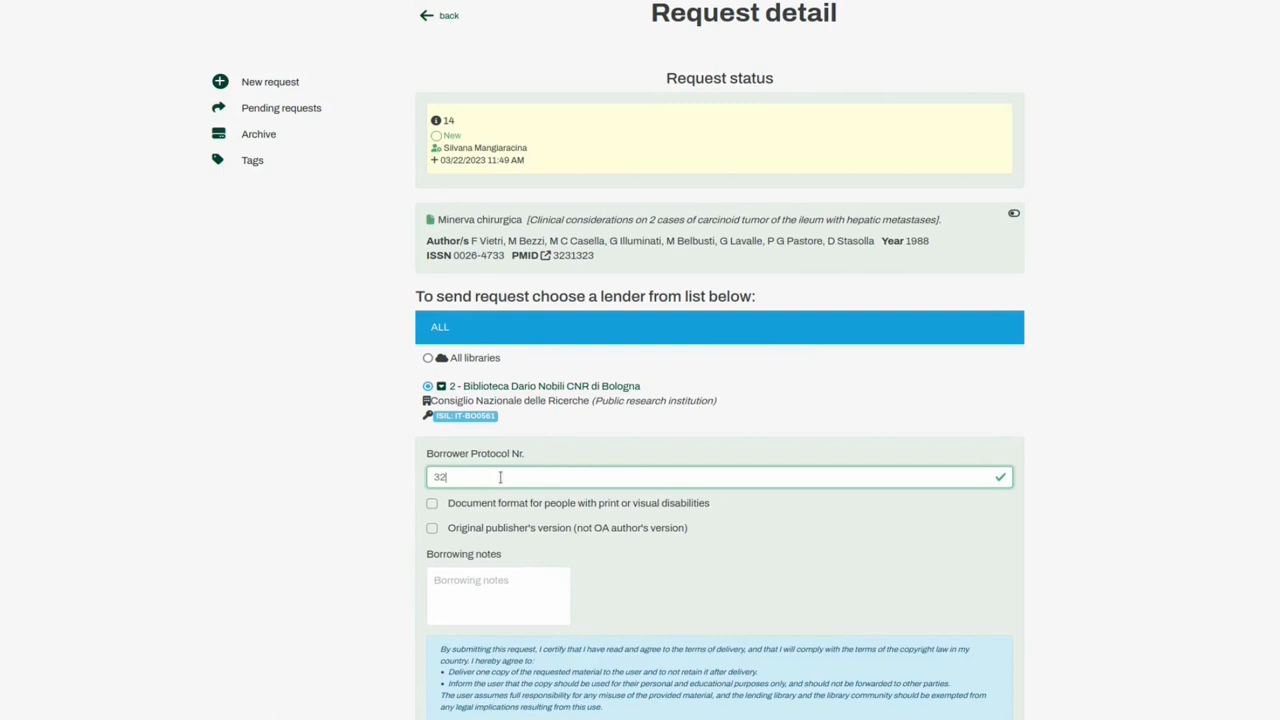 back
Request detail
New request
Pending requests
Archive
Tags
Request status
14
New
Silvana Mangiaracina
+ 03/22/2023 11:49 AM
Minerva chirurgica [Clinical considerations on 2 cases of carcinoid tumor of the ileum with hepatic metastases].
Author/s F Vietri, M Bezzi, M C Casella, G Illuminati, M Belbusti, G Lavalle, P G Pastore, D Stasolla Year 1988
ISSN 0026-4733 PMID 3231323
To send request choose a lender from list below:
ALL
All libraries
2 - Biblioteca Dario Nobili CNR di Bologna
Consiglio Nazionale delle Ricerche (Public research institution)
ISIL: IT-BO0561
Borrower Protocol Nr.
32
Document format for people with print or visual disabilities
Original publisher's version (not OA author's version)
Borrowing notes
Borrowing notes
By submitting this request, I certify that I have read and agree to the terms of delivery, and that I will comply with the terms of the copyright law in my
country. I hereby agree to:
• Deliver one copy of the requested material to the user and to not retain it after delivery.
• Inform the user that the copy should be used for their personal and educational purposes only, and should not be forwarded to other parties.
The user assumes full responsibility for any misuse of the provided material, and the lending library and the library community should be exempted from
any legal implications resulting from this use.